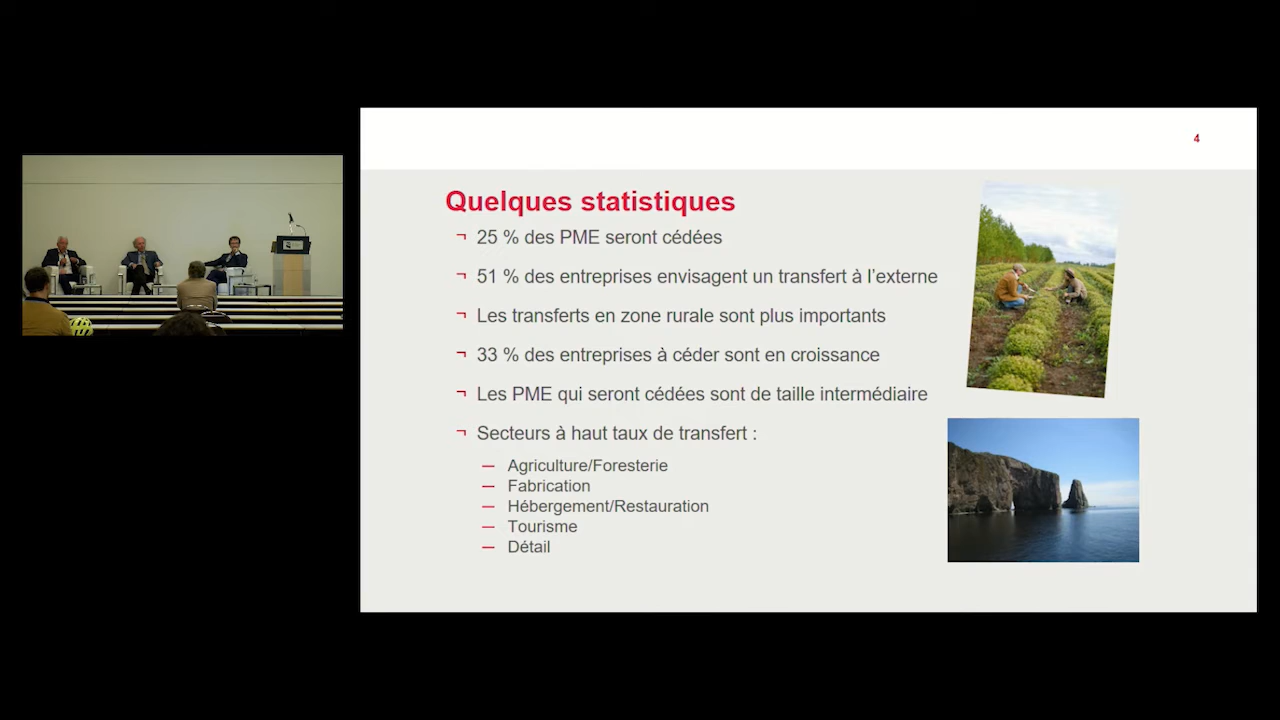 4
Quelques statistiques
25 % des PME seront cédées
51 % des entreprises envisagent un transfert à l'externe
Les transferts en zone rurale sont plus importants
33 % des entreprises à céder sont en croissance
Les PME qui seront cédées sont de taille intermédiaire
Secteurs à haut taux de transfert :
— Agriculture/Foresterie
— Fabrication
— Hébergement/Restauration
— Tourisme
— Détail